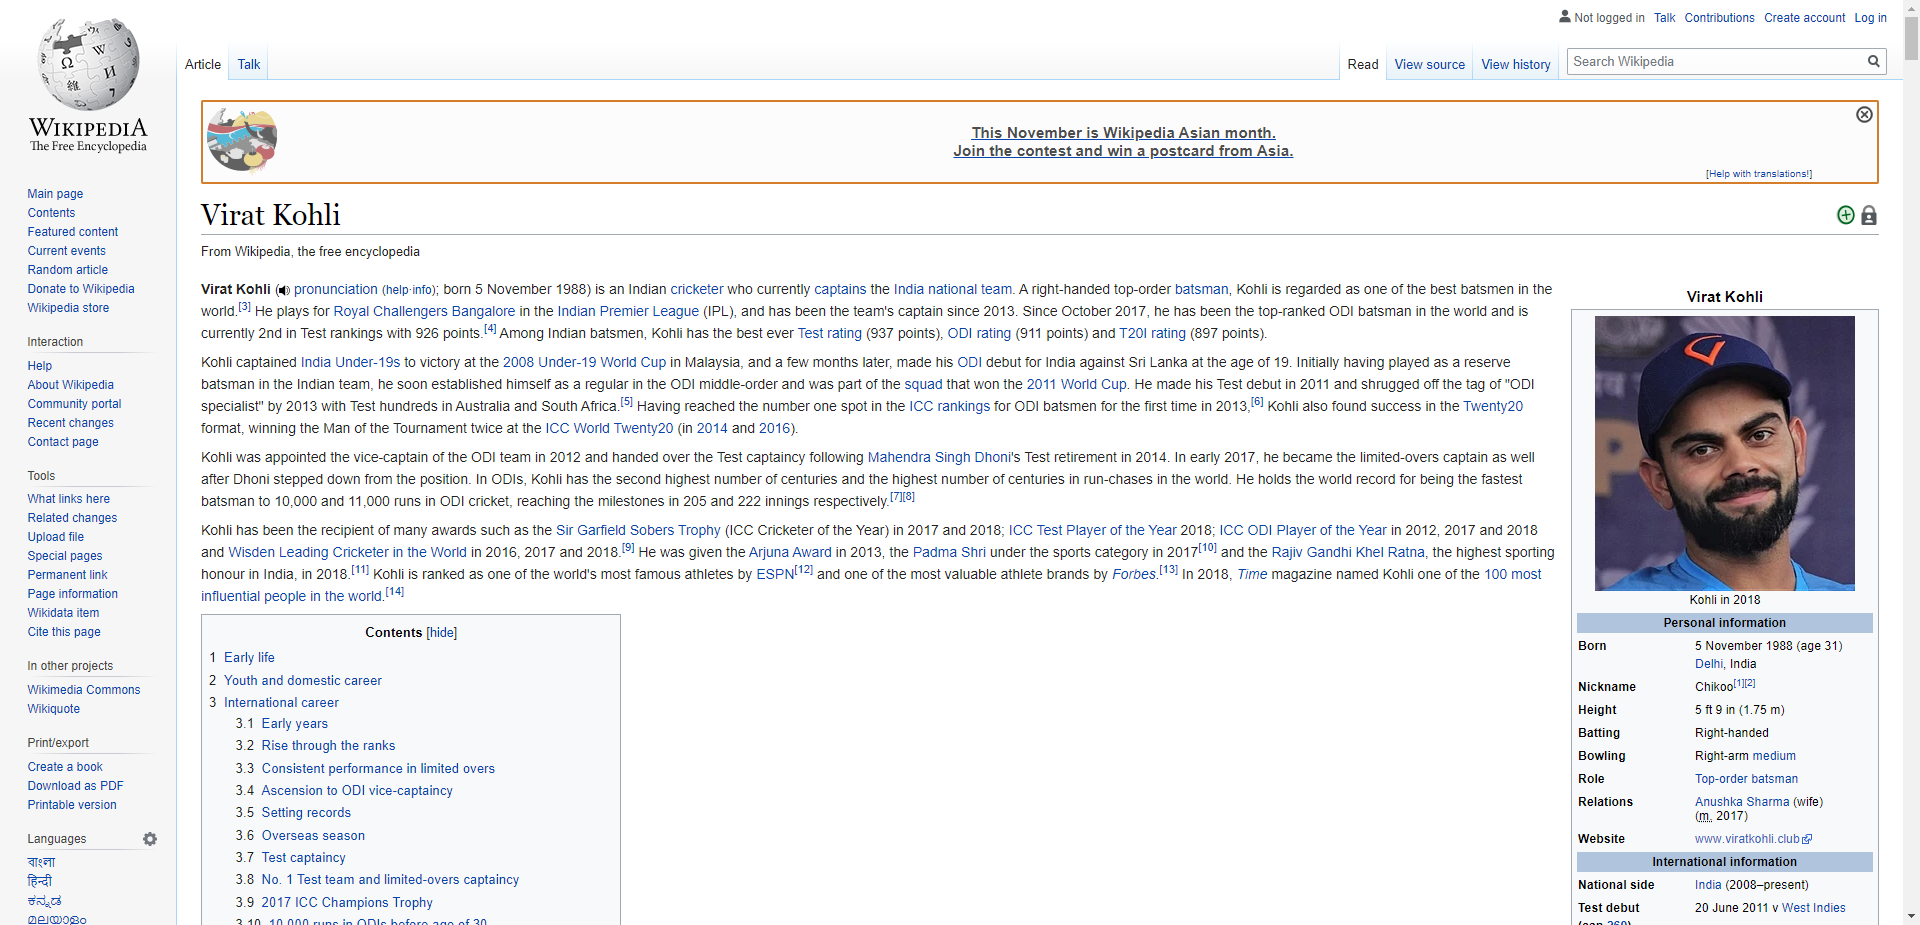 Not logged in Talk Contributions Create account Log in
Article Talk Read View source View history Search Wikipedia
WIKIPEDIA
The Free Encyclopedia
Main page
Contents
Featured content
Current events
Random article
Donate to Wikipedia
Wikipedia store
Interaction
Help
About Wikipedia
Community portal
Recent changes
Contact page
Tools
What links here
Related changes
Upload file
Special pages
Permanent link
Page information
Wikidata item
Cite this page
In other projects
Wikimedia Commons
Wikiquote
Print/export
Create a book
Download as PDF
Printable version
Languages
বাংলা
हिन्दी
ಕನ್ನಡ
മലയാളം
This November is Wikipedia Asian month.
Join the contest and win a postcard from Asia.
[Help with translations!]
Virat Kohli
From Wikipedia, the free encyclopedia
Virat Kohli (pronunciation (help·info); born 5 November 1988) is an Indian cricketer who currently captains the India national team. A right-handed top-order batsman, Kohli is regarded as one of the best batsmen in the
world.[3] He plays for Royal Challengers Bangalore in the Indian Premier League (IPL), and has been the team's captain since 2013. Since October 2017, he has been the top-ranked ODI batsman in the world and is
currently 2nd in Test rankings with 926 points.[4] Among Indian batsmen, Kohli has the best ever Test rating (937 points), ODI rating (911 points) and T20I rating (897 points).
Kohli captained India Under-19s to victory at the 2008 Under-19 World Cup in Malaysia, and a few months later, made his ODI debut for India against Sri Lanka at the age of 19. Initially having played as a reserve
batsman in the Indian team, he soon established himself as a regular in the ODI middle-order and was part of the squad that won the 2011 World Cup. He made his Test debut in 2011 and shrugged off the tag of "ODI
specialist" by 2013 with Test hundreds in Australia and South Africa.[5] Having reached the number one spot in the ICC rankings for ODI batsmen for the first time in 2013,[6] Kohli also found success in the Twenty20
format, winning the Man of the Tournament twice at the ICC World Twenty20 (in 2014 and 2016).
Kohli was appointed the vice-captain of the ODI team in 2012 and handed over the Test captaincy following Mahendra Singh Dhoni's Test retirement in 2014. In early 2017, he became the limited-overs captain as well
after Dhoni stepped down from the position. In ODIs, Kohli has the second highest number of centuries and the highest number of centuries in run-chases in the world. He holds the world record for being the fastest
batsman to 10,000 and 11,000 runs in ODI cricket, reaching the milestones in 205 and 222 innings respectively.[7][8]
Kohli has been the recipient of many awards such as the Sir Garfield Sobers Trophy (ICC Cricketer of the Year) in 2017 and 2018; ICC Test Player of the Year 2018; ICC ODI Player of the Year in 2012, 2017 and 2018
and Wisden Leading Cricketer in the World in 2016, 2017 and 2018.[9] He was given the Arjuna Award in 2013, the Padma Shri under the sports category in 2017[10] and the Rajiv Gandhi Khel Ratna, the highest sporting
honour in India, in 2018.[11] Kohli is ranked as one of the world's most famous athletes by ESPN[12] and one of the most valuable athlete brands by Forbes.[13] In 2018, Time magazine named Kohli one of the 100 most
influential people in the world.[14]
Contents [hide]
1 Early life
2 Youth and domestic career
3 International career
3.1 Early years
3.2 Rise through the ranks
3.3 Consistent performance in limited overs
3.4 Ascension to ODI vice-captaincy
3.5 Setting records
3.6 Overseas season
3.7 Test captaincy
3.8 No. 1 Test team and limited-overs captaincy
3.9 2017 ICC Champions Trophy
3.10 10,000 runs in ODIs before age of 30
Virat Kohli
Kohli in 2018
Personal information
Born 5 November 1988 (age 31)
Delhi, India
Nickname Chikoo[1][2]
Height 5 ft 9 in (1.75 m)
Batting Right-handed
Bowling Right-arm medium
Role Top-order batsman
Relations Anushka Sharma (wife)
(m. 2017)
Website www.viratkohli.club
International information
National side India (2008–present)
Test debut 20 June 2011 v West Indies